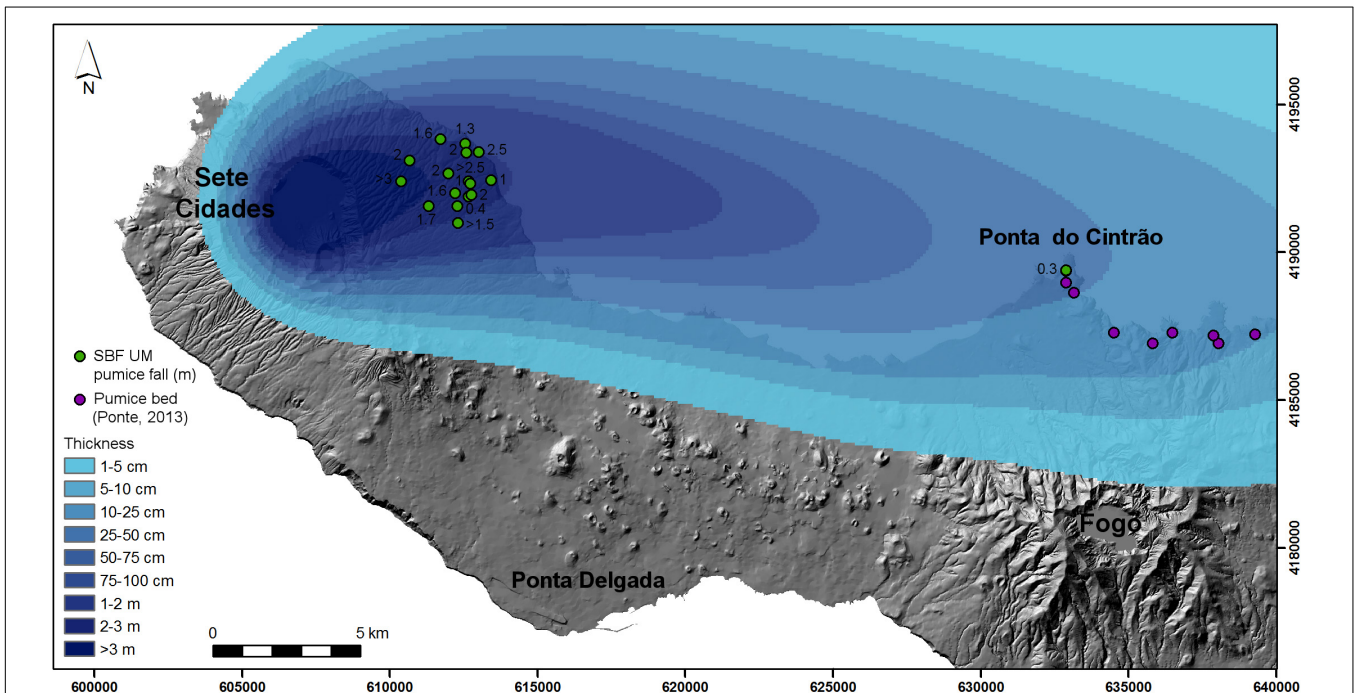 N
1.6
1.3
2
2
2.5
>2.5
2
>3
1
1
1.6
2
0.4
1.7
>1.5
Sete
Cidades
Ponta do Cintrão
0.3
SBF UM
pumice fall (m)
Pumice bed
(Ponte, 2013)
Thickness
1-5 cm
5-10 cm
10-25 cm
25-50 cm
50-75 cm
75-100 cm
1-2 m
2-3 m
>3 m
Fogo
Ponta Delgada
0 5 km
4195000
4190000
4185000
4180000
600000 605000 610000 615000 620000 625000 630000 635000 640000